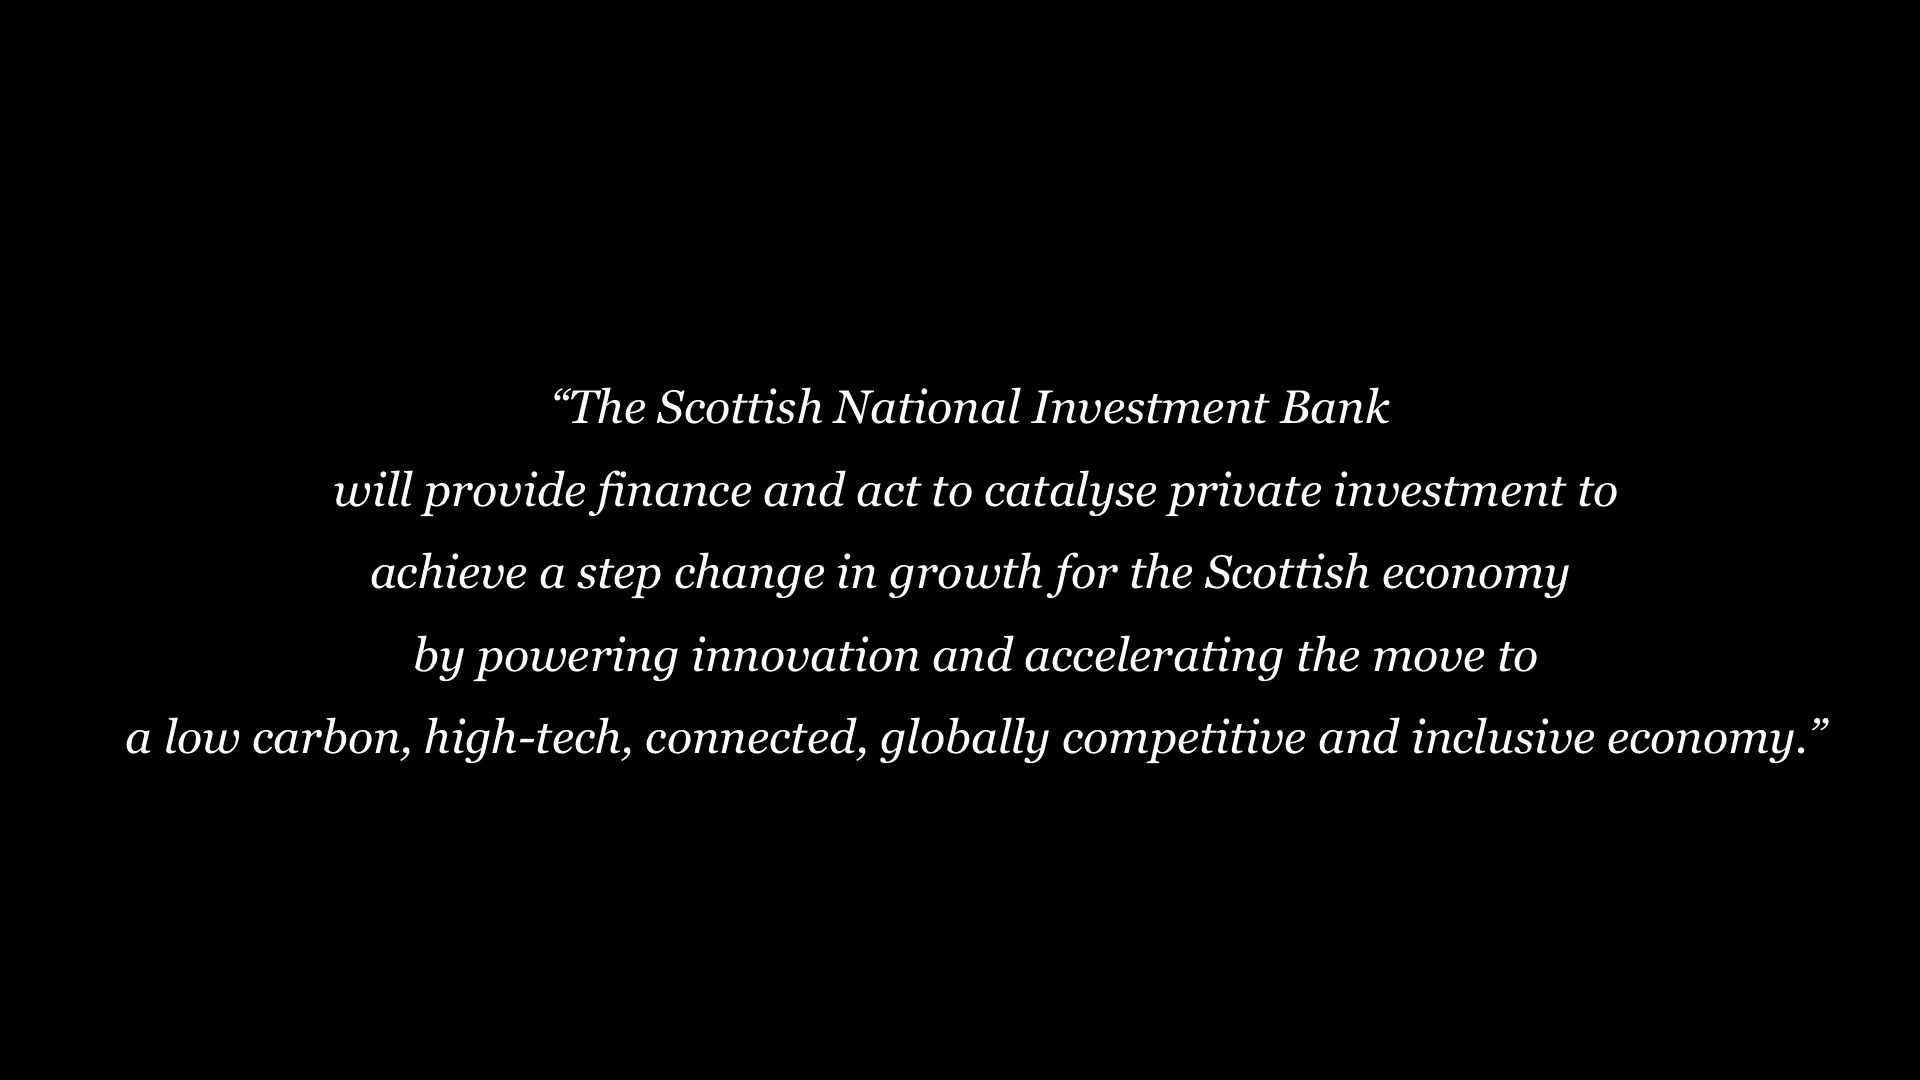 “The Scottish National Investment Bank
will provide finance and act to catalyse private investment to
achieve a step change in growth for the Scottish economy
by powering innovation and accelerating the move to
a low carbon, high-tech, connected, globally competitive and inclusive economy.”